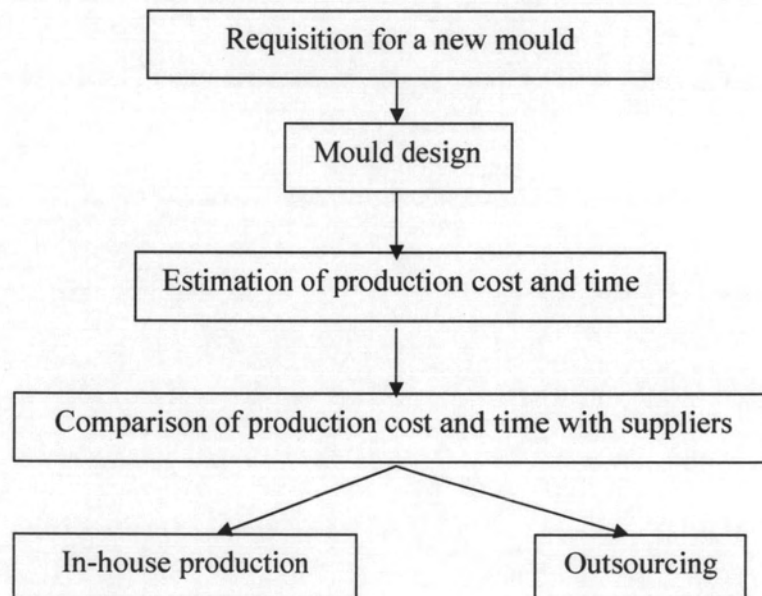 Requisition for a new mould
Mould design
Estimation of production cost and time
Comparison of production cost and time with suppliers
In-house production
Outsourcing